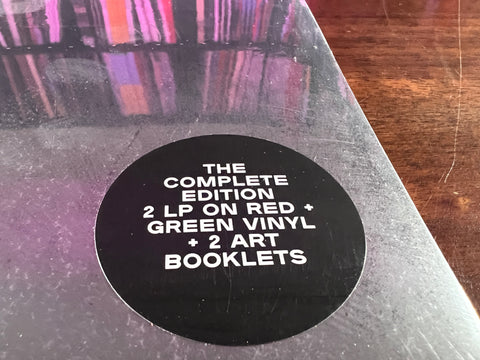 THE
COMPLETE
EDITION
2 LP ON RED +
GREEN VINYL
+ 2 ART
BOOKLETS